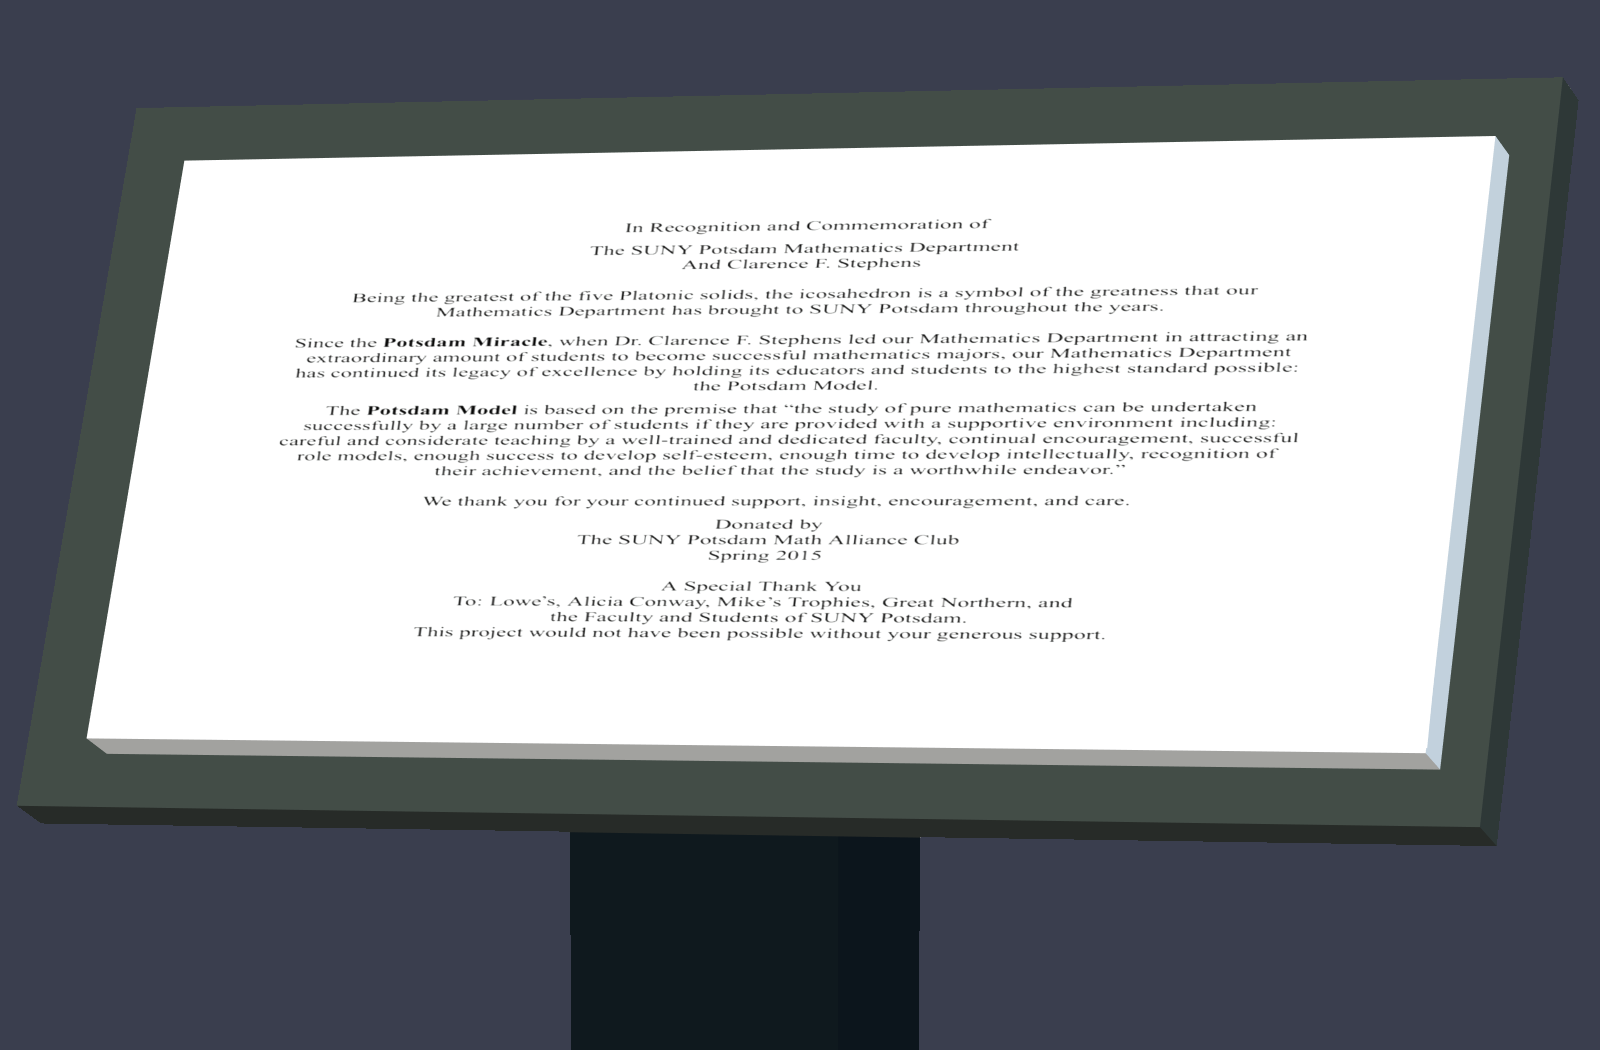 In Recognition and Commemoration of
The SUNY Potsdam Mathematics Department
And Clarence F. Stephens
Being the greatest of the five Platonic solids, the icosahedron is a symbol of the greatness that our
Mathematics Department has brought to SUNY Potsdam throughout the years.
Since the Potsdam Miracle, when Dr. Clarence F. Stephens led our Mathematics Department in attracting an
extraordinary amount of students to become successful mathematics majors, our Mathematics Department
has continued its legacy of excellence by holding its educators and students to the highest standard possible:
the Potsdam Model.
The Potsdam Model is based on the premise that “the study of pure mathematics can be undertaken
successfully by a large number of students if they are provided with a supportive environment including:
careful and considerate teaching by a well-trained and dedicated faculty, continual encouragement, successful
role models, enough success to develop self-esteem, enough time to develop intellectually, recognition of
their achievement, and the belief that the study is a worthwhile endeavor.”
We thank you for your continued support, insight, encouragement, and care.
Donated by
The SUNY Potsdam Math Alliance Club
Spring 2015
A Special Thank You
To: Lowe’s, Alicia Conway, Mike’s Trophies, Great Northern, and
the Faculty and Students of SUNY Potsdam.
This project would not have been possible without your generous support.